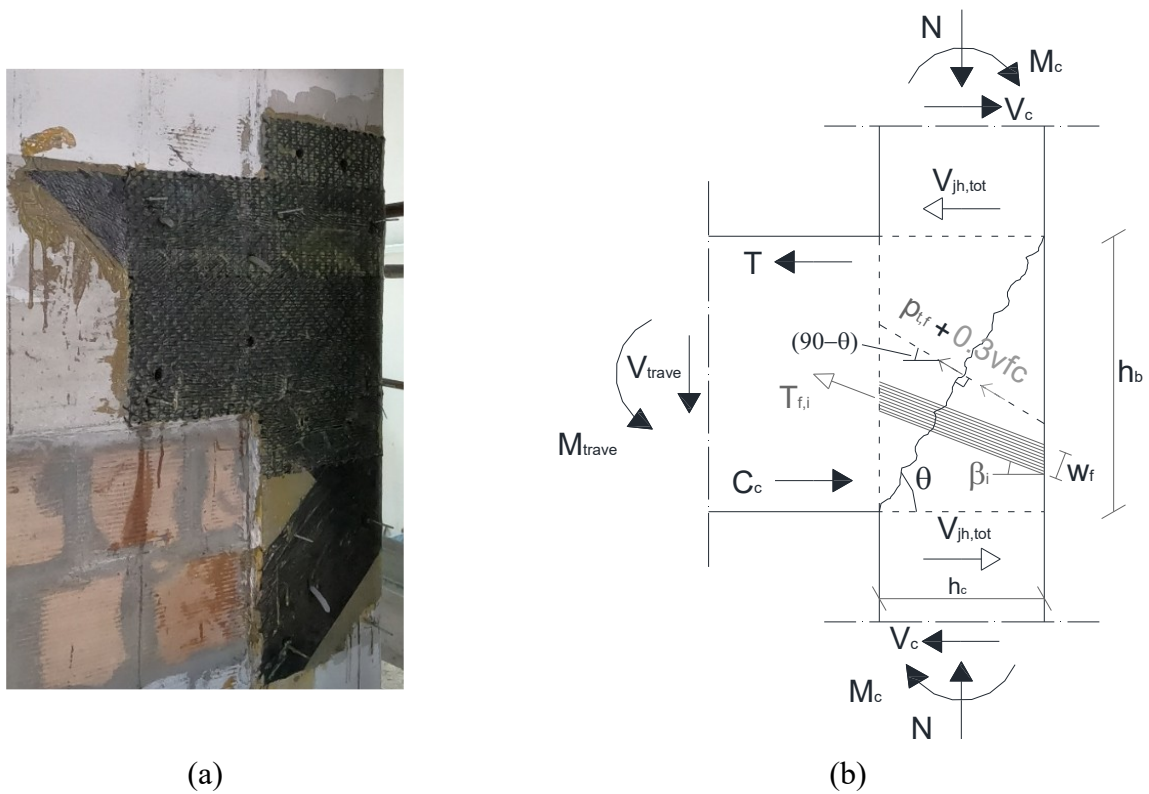 N
Mc
Vc
Vjh,tot
T
pt,f + 0.3νfc
(90–θ)
Vtrave
hb
Tf,i
Mtrave
Cc
θ
βi
wf
Vjh,tot
hc
Vc
Mc
N
(a)
(b)